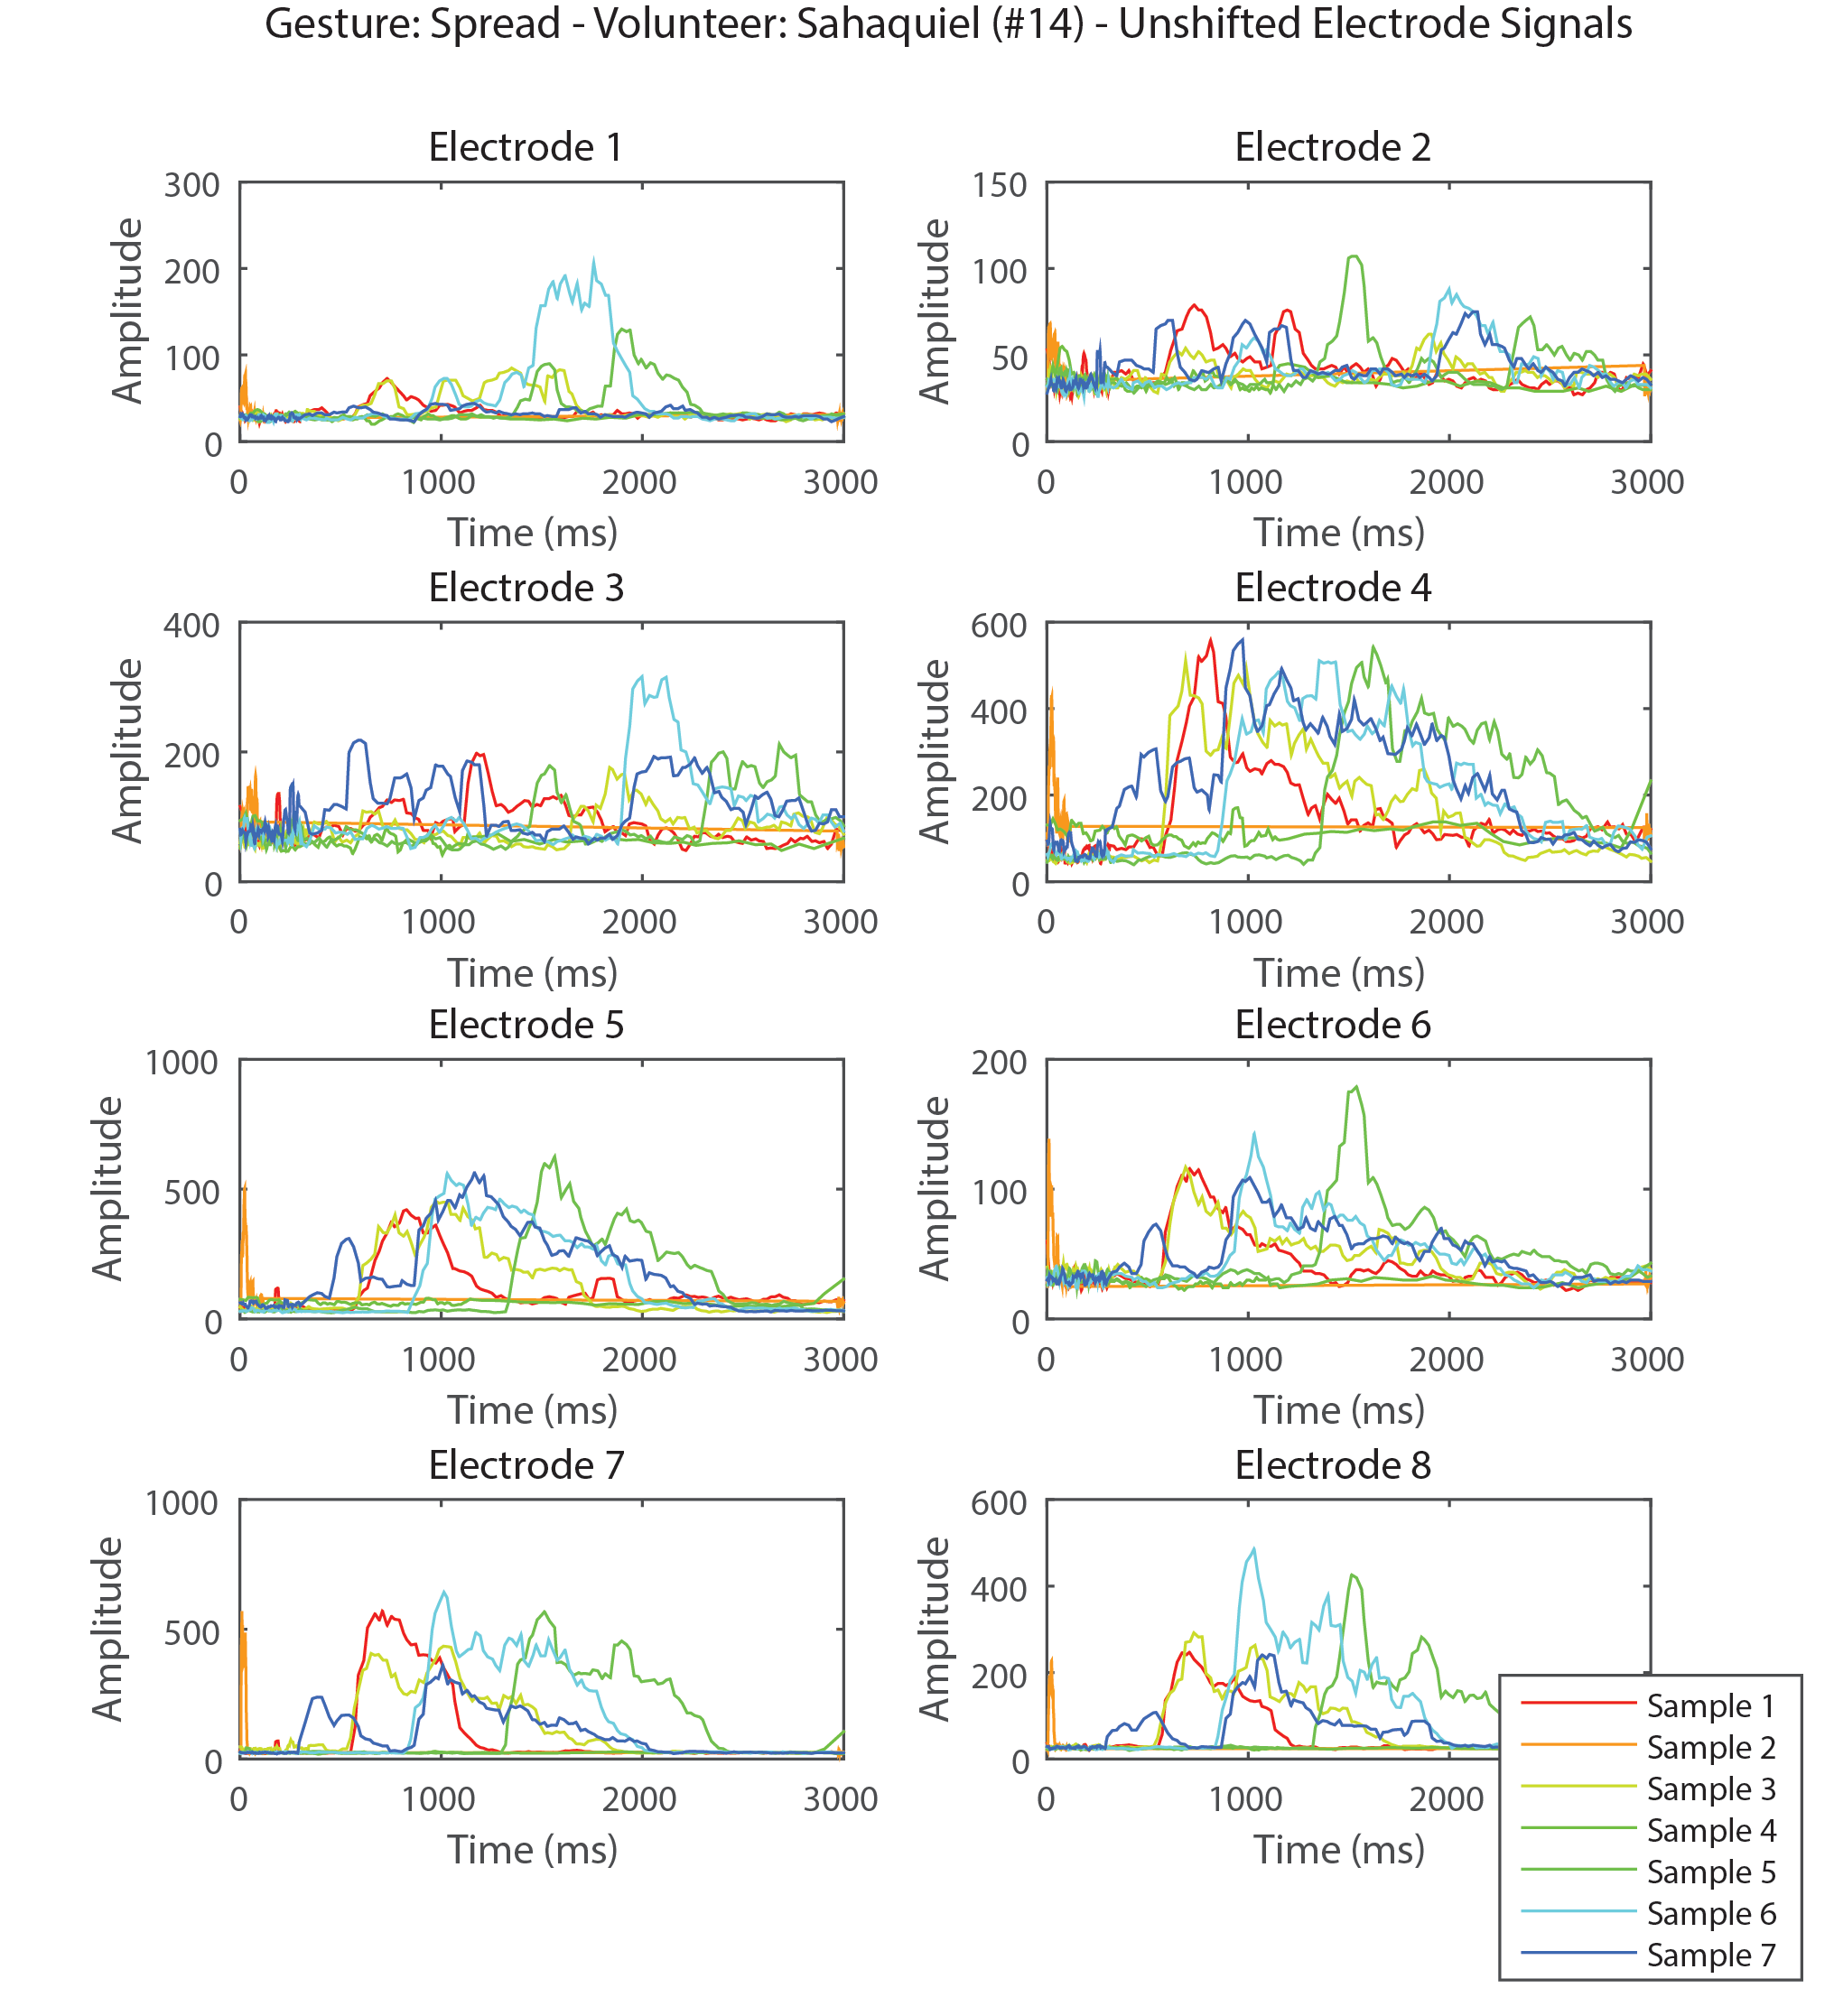 Gesture: Spread - Volunteer: Sahaquiel (#14) - Unshifted Electrode Signals
Electrode 1
300
200
100
0
Amplitude
0 1000 2000 3000
Time (ms)
Electrode 2
150
100
50
0
Amplitude
0 1000 2000 3000
Time (ms)
Electrode 3
400
200
0
Amplitude
0 1000 2000 3000
Time (ms)
Electrode 4
600
400
200
0
Amplitude
0 1000 2000 3000
Time (ms)
Electrode 5
1000
500
0
Amplitude
0 1000 2000 3000
Time (ms)
Electrode 6
200
100
0
Amplitude
0 1000 2000 3000
Time (ms)
Electrode 7
1000
500
0
Amplitude
0 1000 2000 3000
Time (ms)
Electrode 8
600
400
200
0
Amplitude
0 1000 2000
Time (ms)
Sample 1
Sample 2
Sample 3
Sample 4
Sample 5
Sample 6
Sample 7